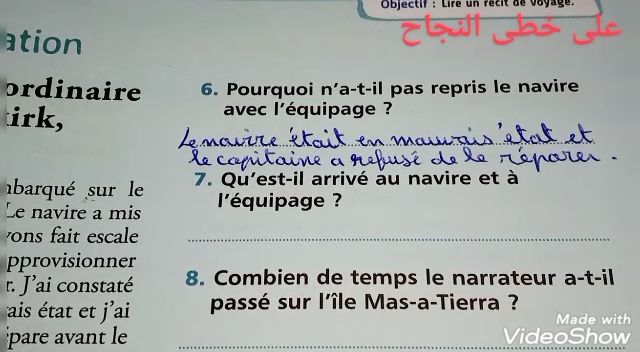 Objectif : Lire un récit de voyage.
على خطى النجاح
ation
ordinaire
kirk,
6. Pourquoi n'a-t-il pas repris le navire
avec l'équipage ?
Le navire était en mauvais état et
le capitaine a refusé de le réparer.
7. Qu'est-il arrivé au navire et à
l'équipage ?
8. Combien de temps le narrateur a-t-il
passé sur l'île Mas-a-Tierra ?
mbarqué sur le
Le navire a mis
vons fait escale
pprovisionner
r. J'ai constaté
ais état et j'ai
pare avant le
Made with
VideoShow